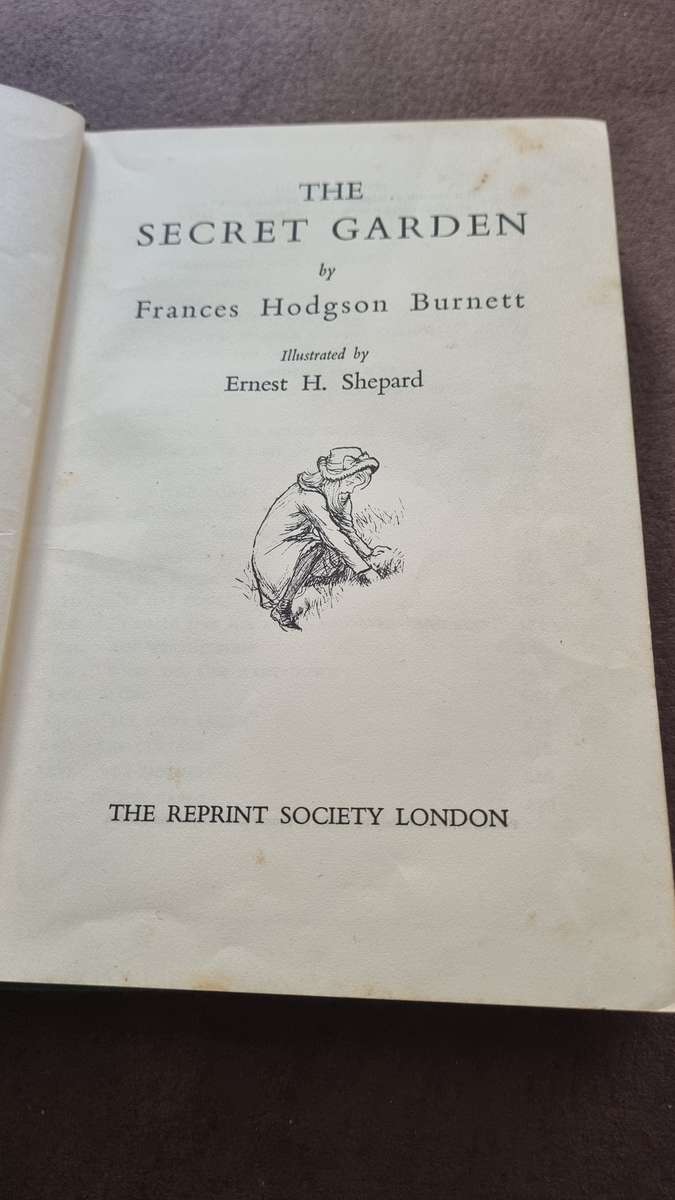 THE
SECRET GARDEN
by
Frances Hodgson Burnett
Illustrated by
Ernest H. Shepard
THE REPRINT SOCIETY LONDON